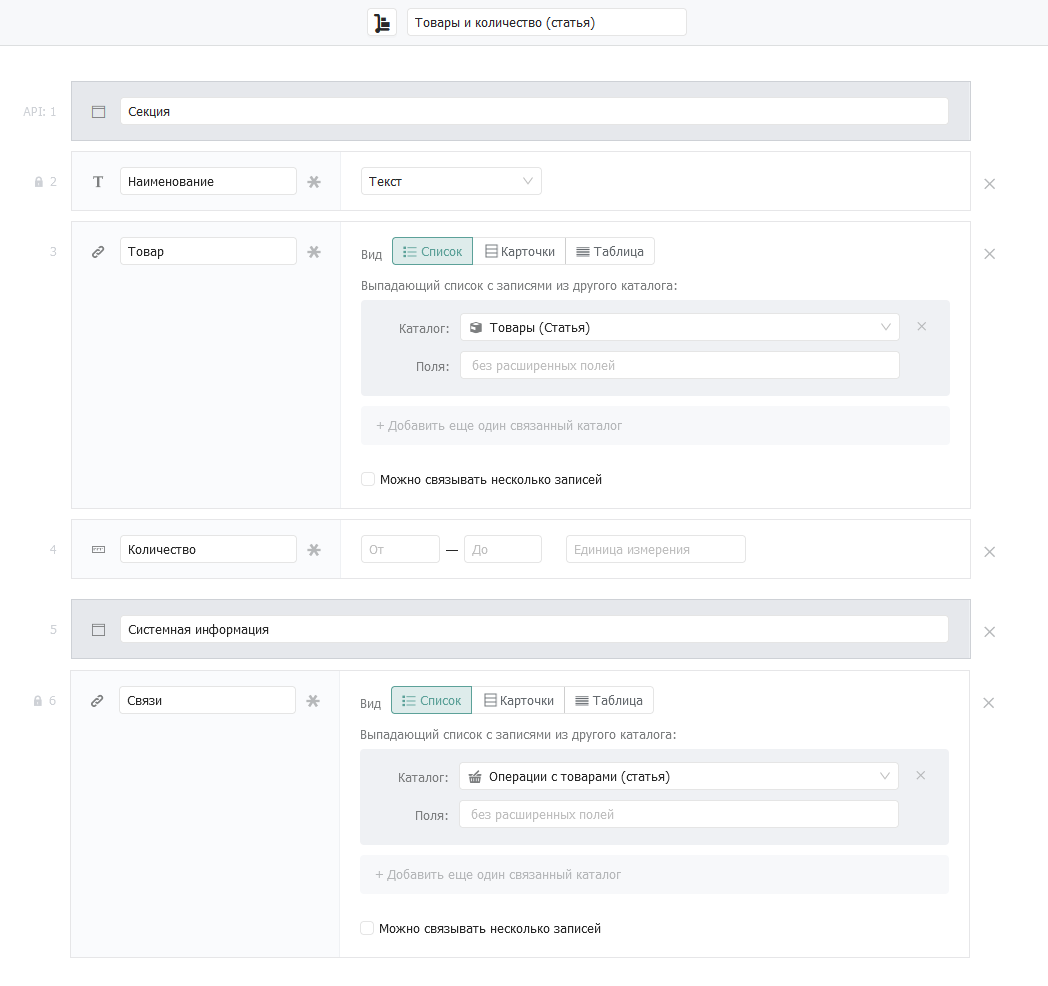 Товары и количество (статья)
API: 1 Секция
2 T Наименование Текст
3 Товар Вид Список Карточки Таблица
Выпадающий список с записями из другого каталога:
Каталог: Товары (Статья)
Поля: без расширенных полей
+ Добавить еще один связанный каталог
Можно связывать несколько записей
4 Количество От — До Единица измерения
5 Системная информация
6 Связи Вид Список Карточки Таблица
Выпадающий список с записями из другого каталога:
Каталог: Операции с товарами (статья)
Поля: без расширенных полей
+ Добавить еще один связанный каталог
Можно связывать несколько записей